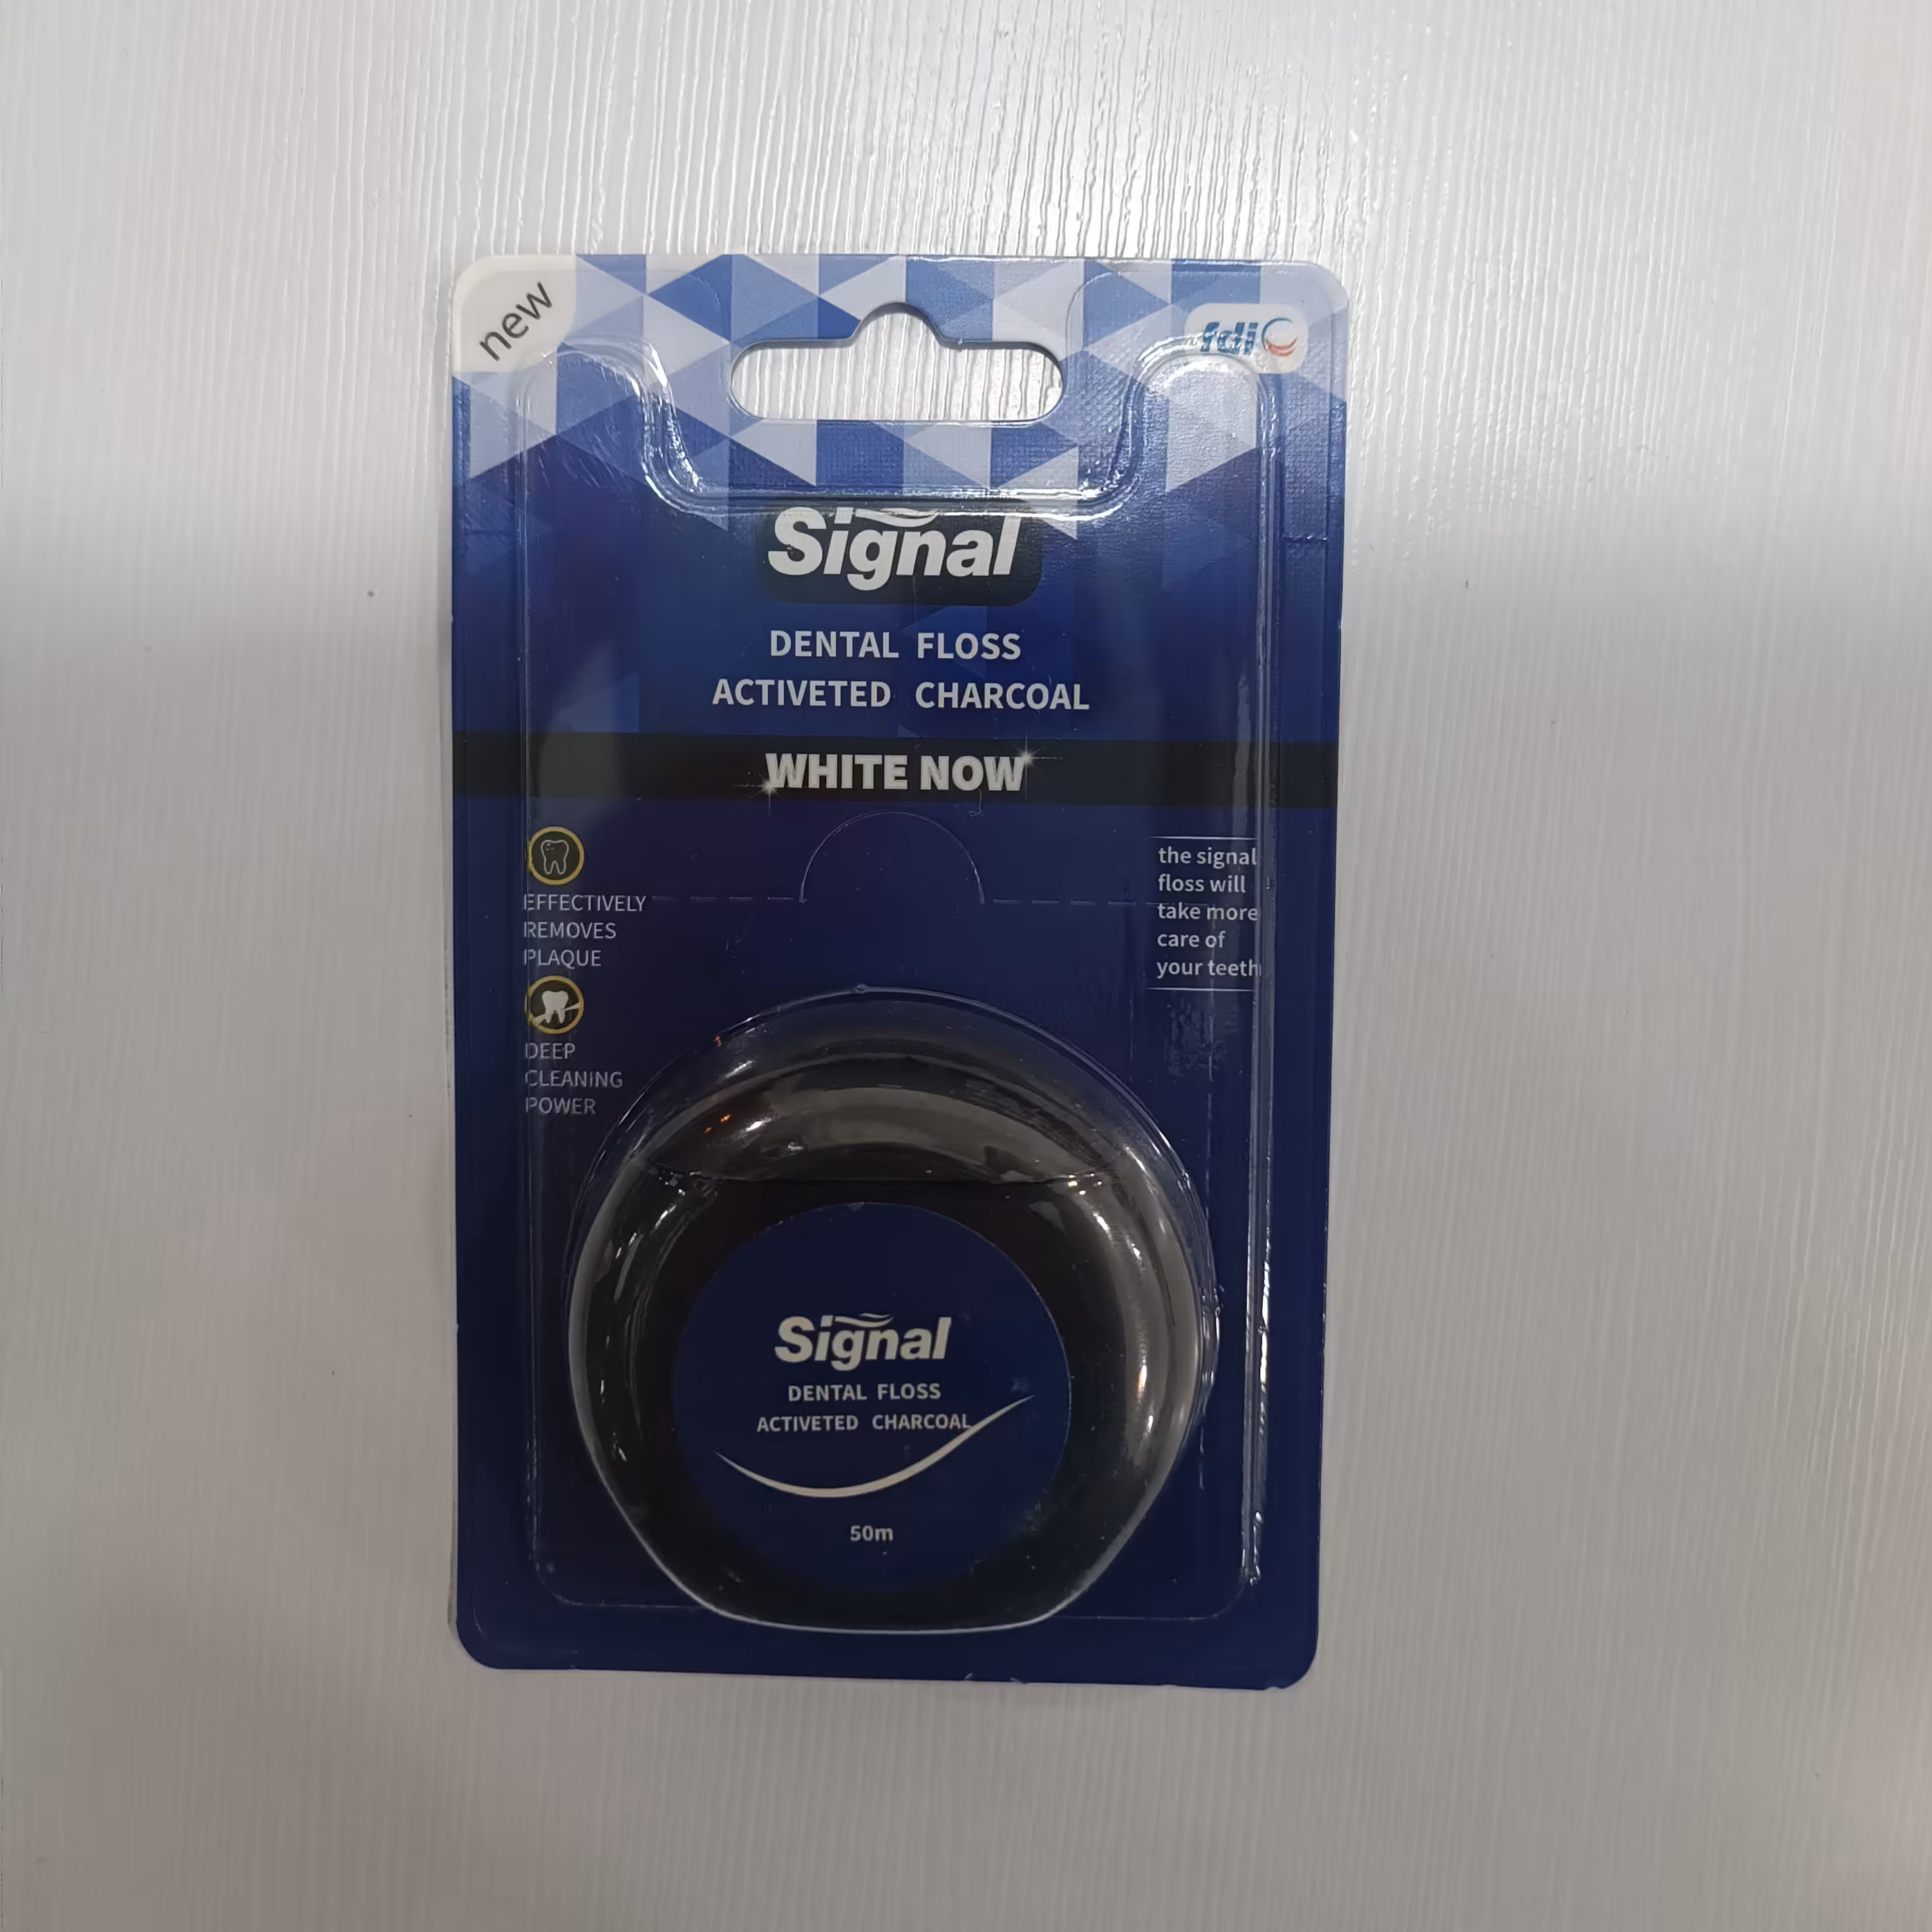 new
fdi
Signal
DENTAL FLOSS
ACTIVETED CHARCOAL
WHITE NOW
EFFECTIVELY
REMOVES
PLAQUE
DEEP
CLEANING
POWER
the signal
floss will
take more
care of
your teeth
Signal
DENTAL FLOSS
ACTIVETED CHARCOAL
50m